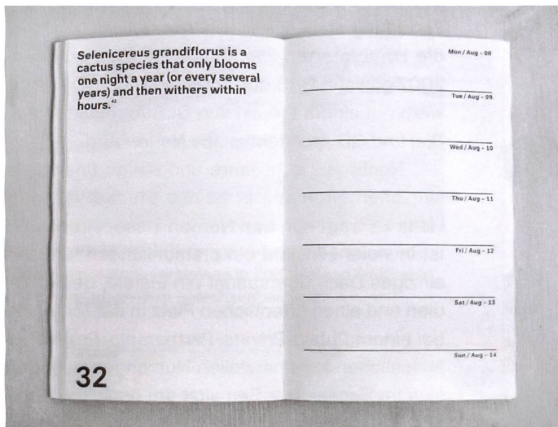 Selenicereus grandiflorus is a
cactus species that only blooms
one night a year (or every several
years) and then withers within
hours.
32
Mon / Aug – 08
Tue / Aug – 09
Wed / Aug – 10
Thu / Aug – 11
Fri / Aug – 12
Sat / Aug – 13
Sun / Aug – 14